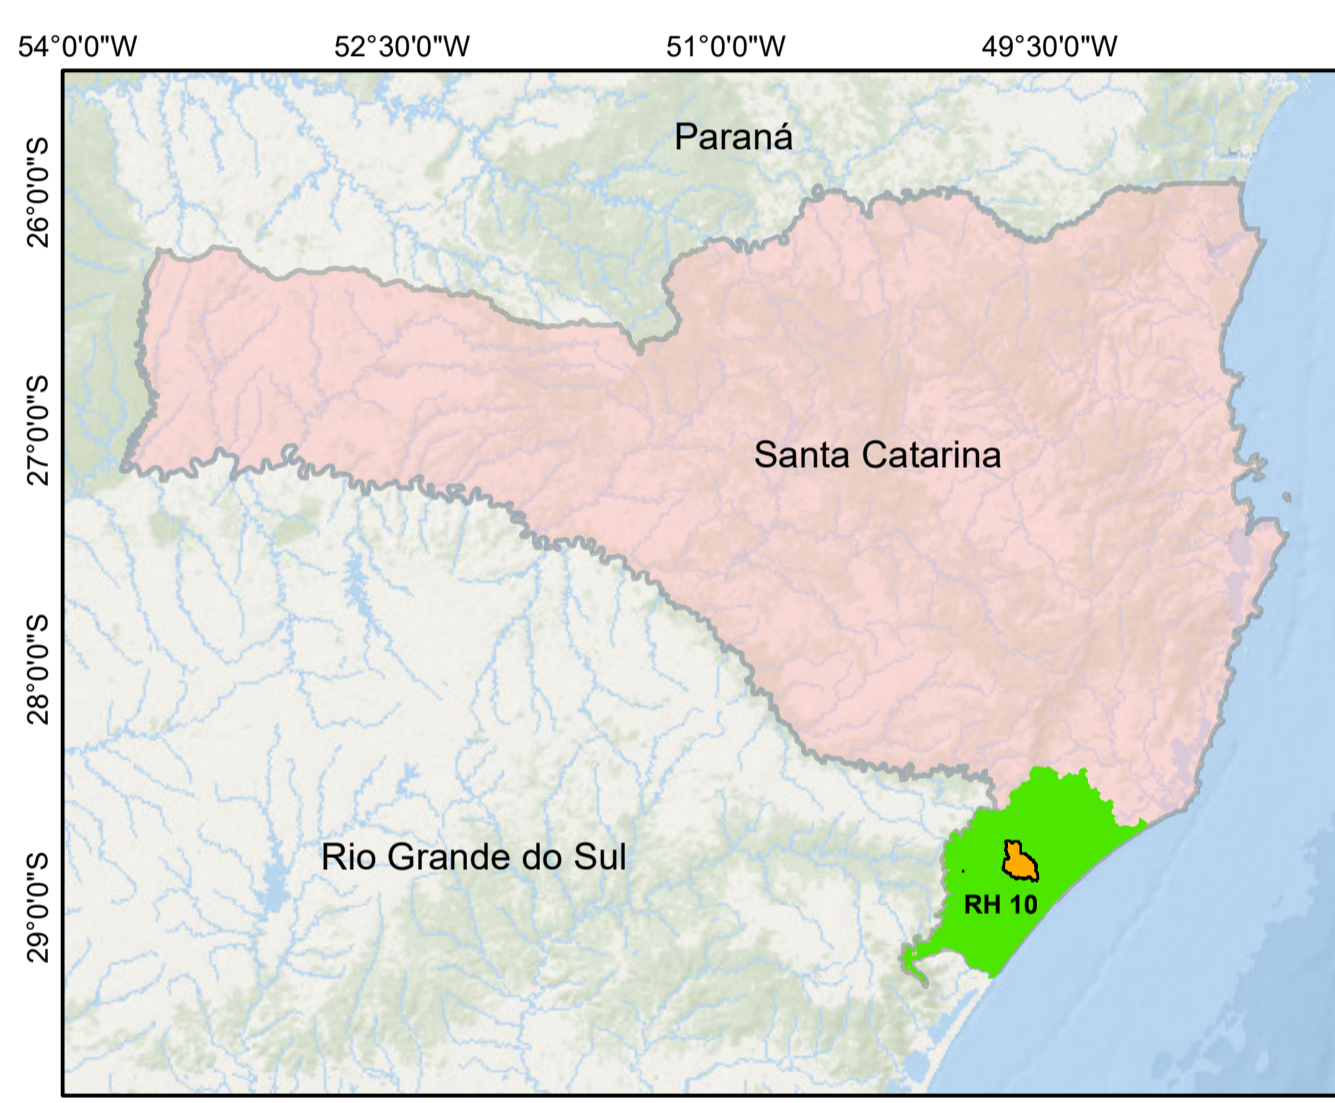 54°0'0"W
52°30'0"W
51°0'0"W
49°30'0"W
Paraná
26°0'0"S
27°0'0"S
Santa Catarina
28°0'0"S
Rio Grande do Sul
RH 10
29°0'0"S